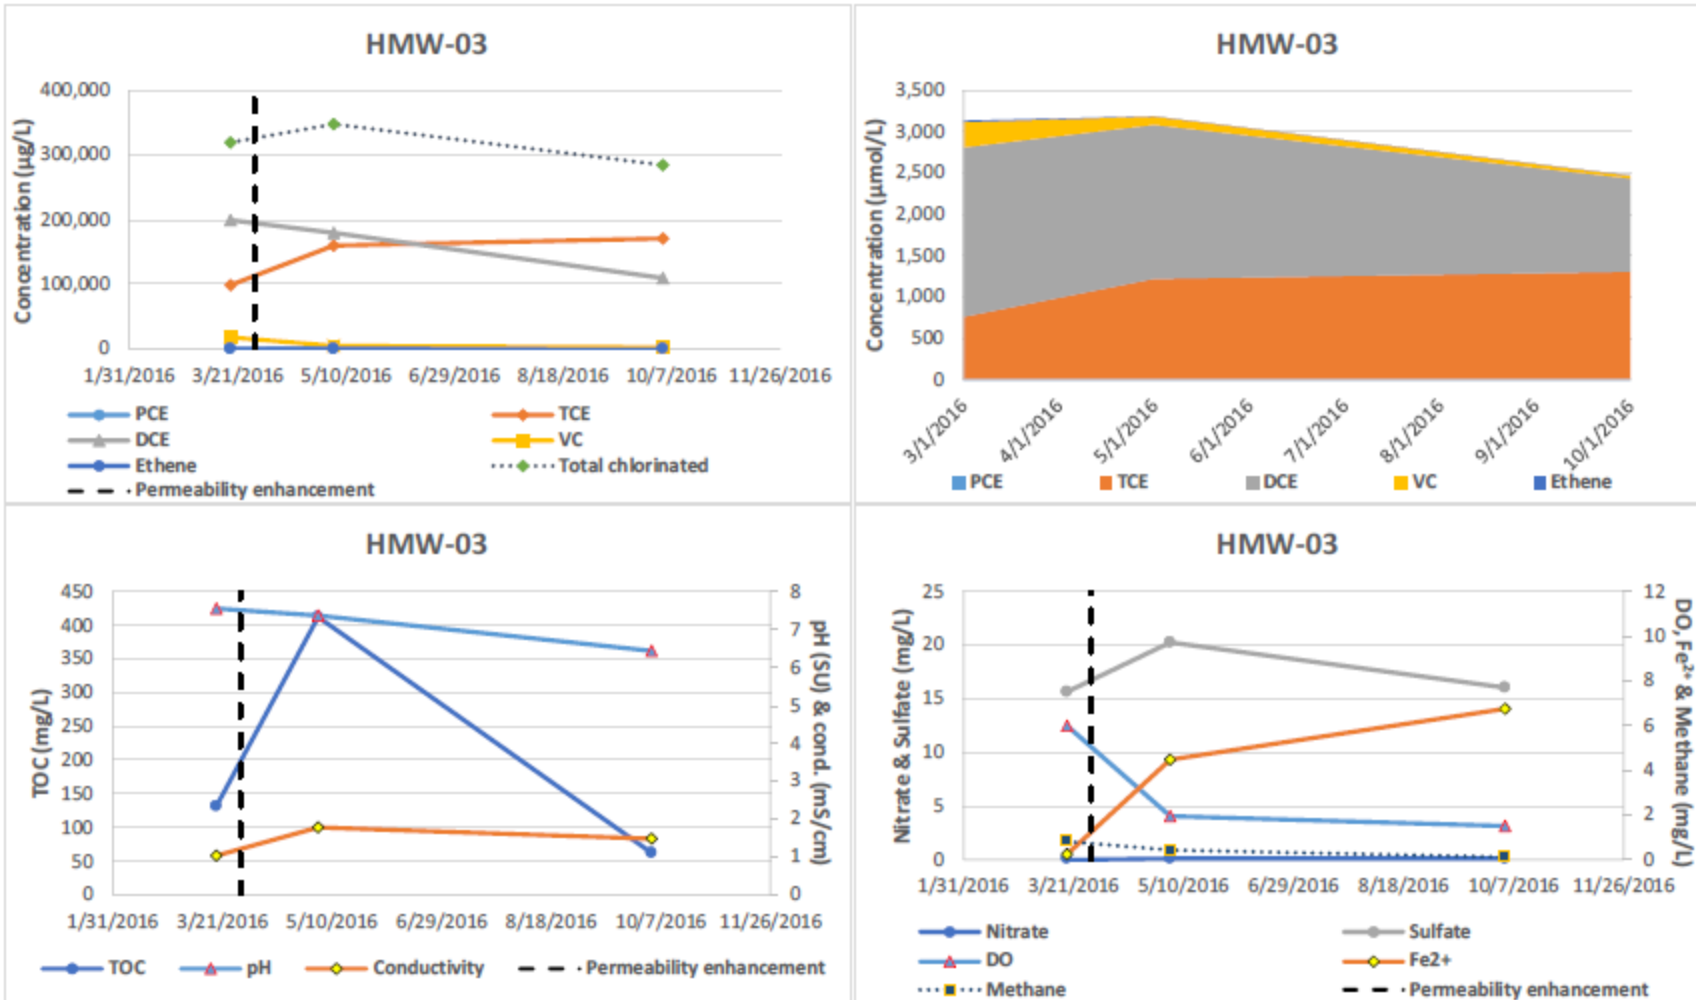 HMW-03
Concentration (µg/L)
400,000
300,000
200,000
100,000
0
1/31/2016 3/21/2016 5/10/2016 6/29/2016 8/18/2016 10/7/2016 11/26/2016
PCE TCE
DCE VC
Ethene Total chlorinated
Permeability enhancement
HMW-03
Concentration (µmol/L)
3,500
3,000
2,500
2,000
1,500
1,000
500
0
3/1/2016 4/1/2016 5/1/2016 6/1/2016 7/1/2016 8/1/2016 9/1/2016 10/1/2016
PCE TCE DCE VC Ethene
HMW-03
TOC (mg/L)
450
400
350
300
250
200
150
100
50
0
8
7
6
5
4
3
2
1
0
pH (SU) & cond. (mS/cm)
1/31/2016 3/21/2016 5/10/2016 6/29/2016 8/18/2016 10/7/2016 11/26/2016
TOC pH Conductivity Permeability enhancement
HMW-03
Nitrate & Sulfate (mg/L)
25
20
15
10
5
0
12
10
8
6
4
2
0
DO, Fe²⁺ & Methane (mg/L)
1/31/2016 3/21/2016 5/10/2016 6/29/2016 8/18/2016 10/7/2016 11/26/2016
Nitrate Sulfate
DO Fe2+
Methane Permeability enhancement